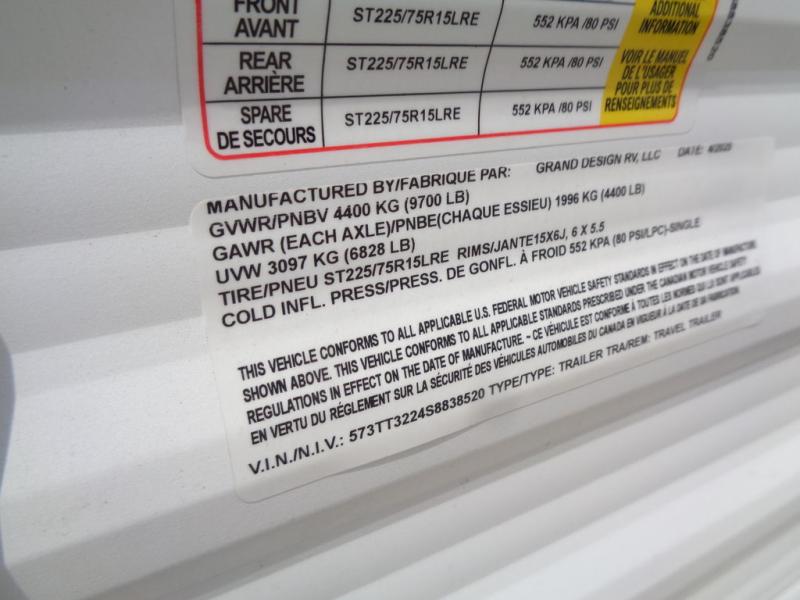 FRONT
AVANT
ST225/75R15LRE
552 KPA /80 PSI
REAR
ARRIÈRE
ST225/75R15LRE
552 KPA /80 PSI
SPARE
DE SECOURS
ST225/75R15LRE
552 KPA /80 PSI
ADDITIONAL
INFORMATION
VOIR LE MANUEL
DE L'USAGER
POUR PLUS DE
RENSEIGNEMENTS
MANUFACTURED BY/FABRIQUE PAR: GRAND DESIGN RV, LLC DATE: 4/2025
GVWR/PNBV 4400 KG (9700 LB)
GAWR (EACH AXLE)/PNBE(CHAQUE ESSIEU) 1996 KG (4400 LB)
UVW 3097 KG (6828 LB)
TIRE/PNEU ST225/75R15LRE RIMS/JANTE15X6J, 6 X 5.5
COLD INFL. PRESS/PRESS. DE GONFL. À FROID 552 KPA (80 PSI/LPC)-SINGLE
THIS VEHICLE CONFORMS TO ALL APPLICABLE U.S. FEDERAL MOTOR VEHICLE SAFETY STANDARDS IN EFFECT ON THE DATE OF MANUFACTURE
SHOWN ABOVE. THIS VEHICLE CONFORMS TO ALL APPLICABLE STANDARDS PRESCRIBED UNDER THE CANADIAN MOTOR VEHICLE SAFETY
REGULATIONS IN EFFECT ON THE DATE OF MANUFACTURE. - CE VÉHICULE EST CONFORME À TOUTES LES NORMES QUI LUI SONT APPLICABLES
EN VERTU DU RÉGLEMENT SUR LA SÉCURITÉ DES VÉHICULES AUTOMOBILES DU CANADA EN VIGUEUR À LA DATE DE SA FABRICATION.
V.I.N./N.I.V.: 573TT3224S8838520 TYPE/TYPE: TRAILER TRA/REM: TRAVEL TRAILER